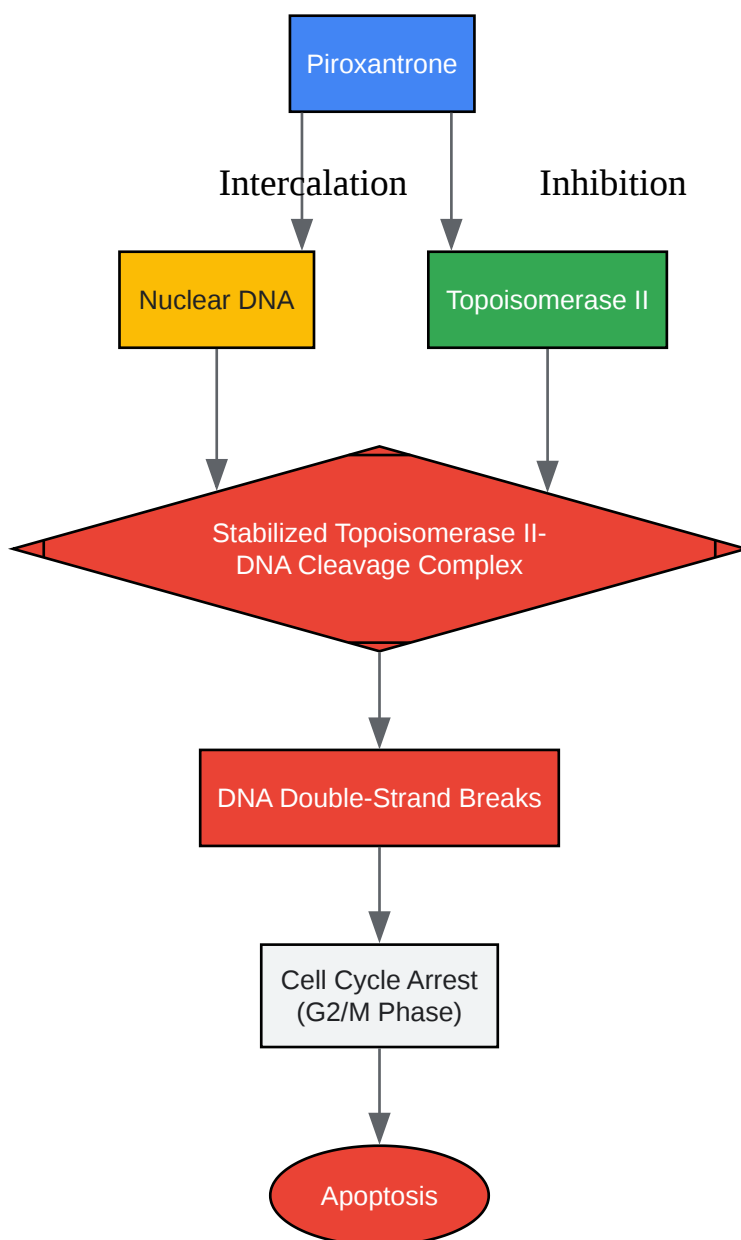 Piroxantrone
Intercalation
Inhibition
Nuclear DNA
Topoisomerase II
Stabilized Topoisomerase II-
DNA Cleavage Complex
DNA Double-Strand Breaks
Cell Cycle Arrest
(G2/M Phase)
Apoptosis